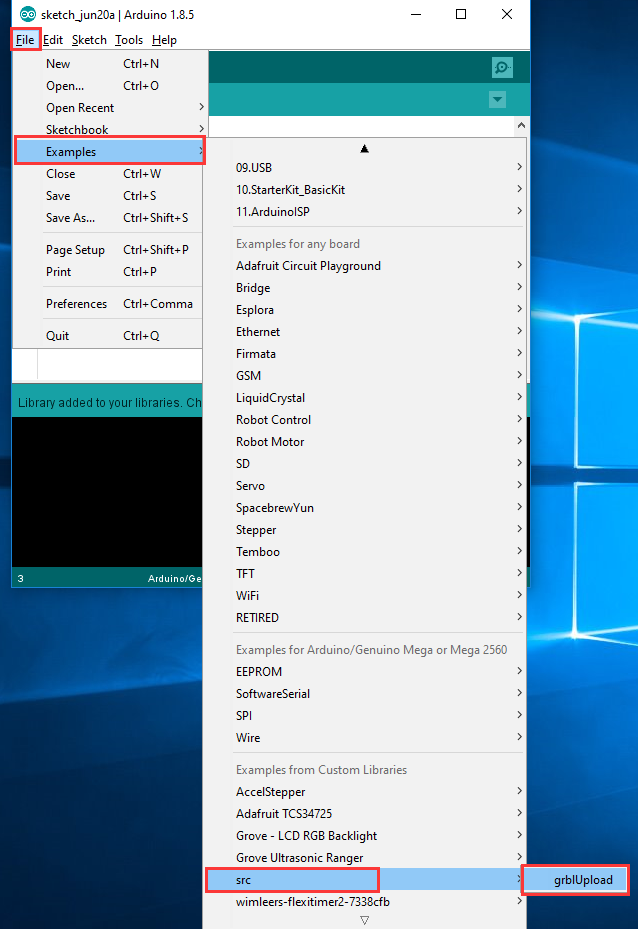 sketch_jun20a | Arduino 1.8.5
File Edit Sketch Tools Help
New Ctrl+N
Open... Ctrl+O
Open Recent
Sketchbook
Examples
Close Ctrl+W
Save Ctrl+S
Save As... Ctrl+Shift+S
Page Setup Ctrl+Shift+P
Print Ctrl+P
Preferences Ctrl+Comma
Quit Ctrl+Q
Library added to your libraries. Ch
3 Arduino/Ge
09.USB
10.StarterKit_BasicKit
11.ArduinoISP
Examples for any board
Adafruit Circuit Playground
Bridge
Esplora
Ethernet
Firmata
GSM
LiquidCrystal
Robot Control
Robot Motor
SD
Servo
SpacebrewYun
Stepper
Temboo
TFT
WiFi
RETIRED
Examples for Arduino/Genuino Mega or Mega 2560
EEPROM
SoftwareSerial
SPI
Wire
Examples from Custom Libraries
AccelStepper
Adafruit TCS34725
Grove - LCD RGB Backlight
Grove Ultrasonic Ranger
src
grblUpload
wimleers-flexitimer2-7338cfb